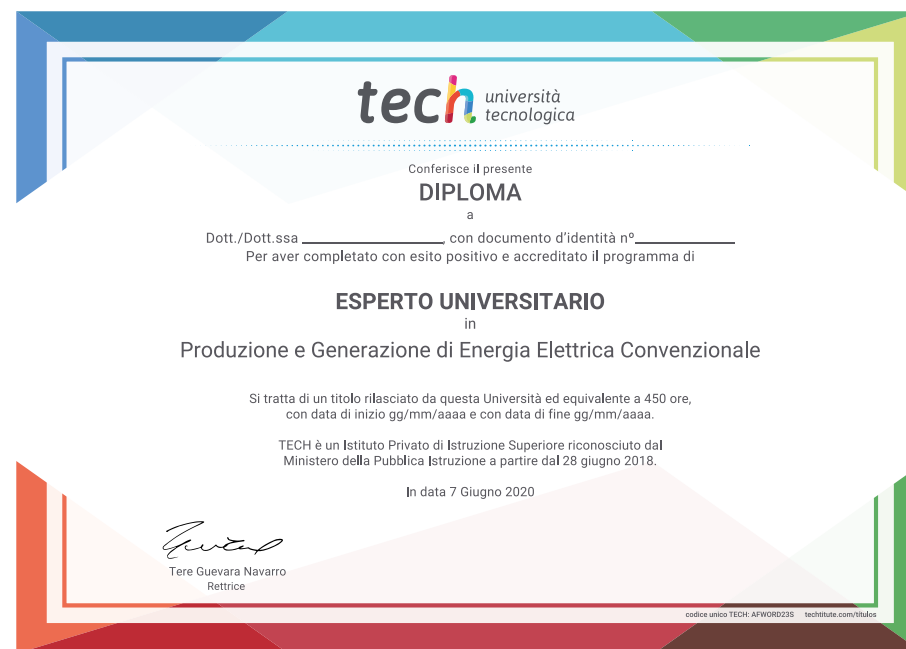 tech università
tecnologica
Conferisce il presente
DIPLOMA
a
Dott./Dott.ssa ________________, con documento d'identità nº____________
Per aver completato con esito positivo e accreditato il programma di
ESPERTO UNIVERSITARIO
in
Produzione e Generazione di Energia Elettrica Convenzionale
Si tratta di un titolo rilasciato da questa Università ed equivalente a 450 ore,
con data di inizio gg/mm/aaaa e con data di fine gg/mm/aaaa.
TECH è un Istituto Privato di Istruzione Superiore riconosciuto dal
Ministero della Pubblica Istruzione a partire dal 28 giugno 2018.
In data 7 Giugno 2020
Tere Guevara Navarro
Rettrice
codice unico TECH: AFWORD23S techtitute.com/titulos